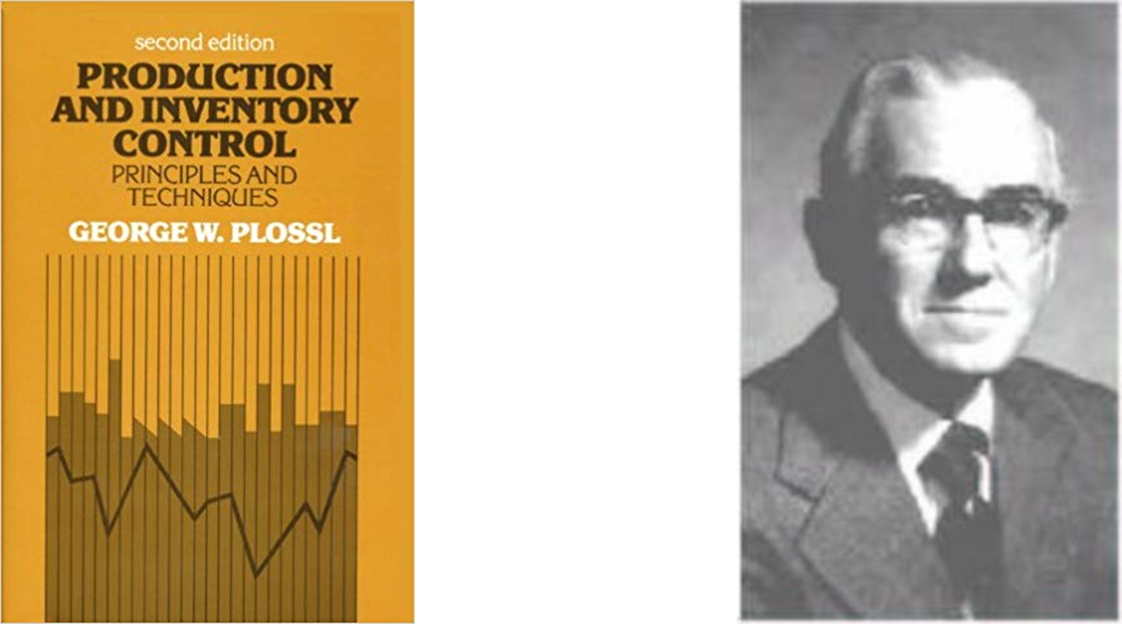 second edition
PRODUCTION
AND INVENTORY
CONTROL
PRINCIPLES AND
TECHNIQUES
GEORGE W. PLOSSL